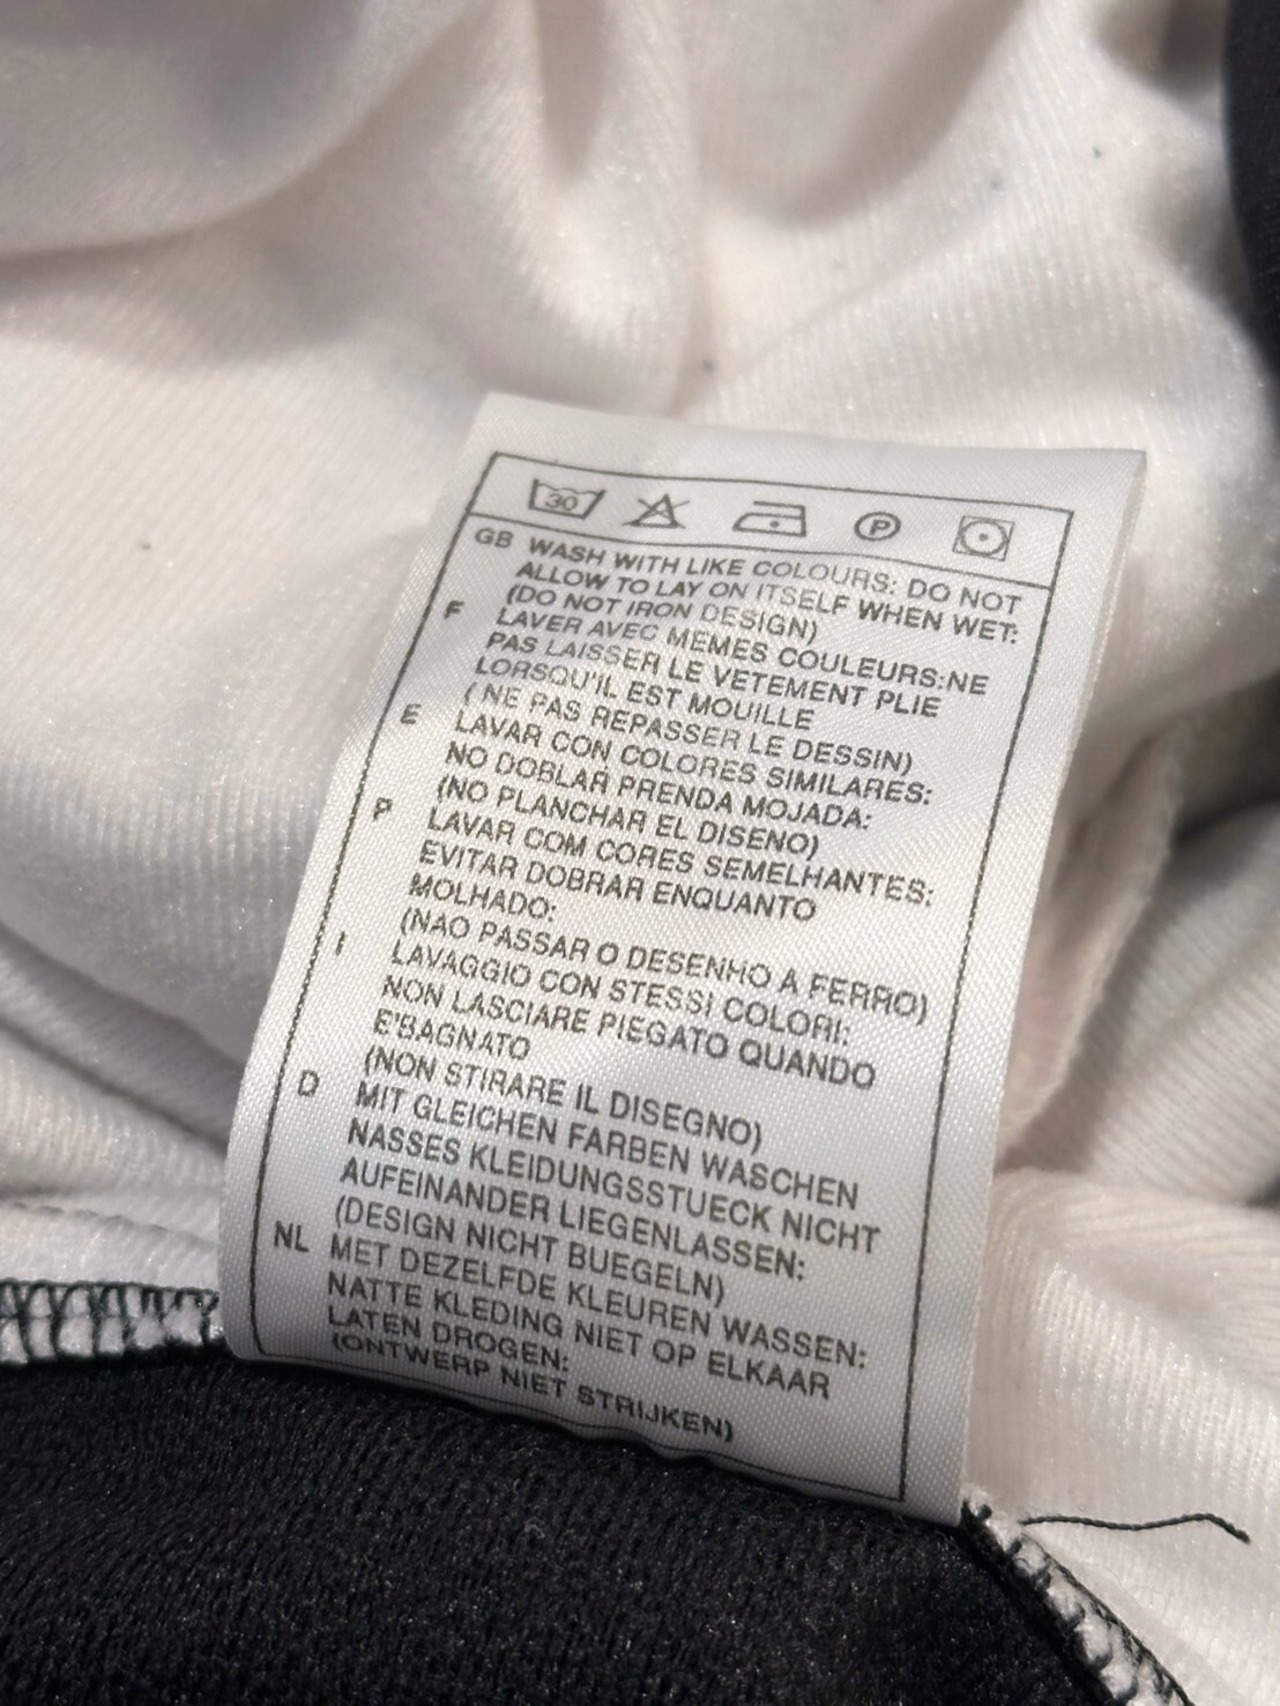 30 P
GB WASH WITH LIKE COLOURS: DO NOT
ALLOW TO LAY ON ITSELF WHEN WET:
(DO NOT IRON DESIGN)
F LAVER AVEC MEMES COULEURS:NE
PAS LAISSER LE VETEMENT PLIE
LORSQU'IL EST MOUILLE
( NE PAS REPASSER LE DESSIN)
E LAVAR CON COLORES SIMILARES:
NO DOBLAR PRENDA MOJADA:
(NO PLANCHAR EL DISENO)
P LAVAR COM CORES SEMELHANTES:
EVITAR DOBRAR ENQUANTO
MOLHADO:
(NAO PASSAR O DESENHO A FERRO)
I LAVAGGIO CON STESSI COLORI:
NON LASCIARE PIEGATO QUANDO
E'BAGNATO
(NON STIRARE IL DISEGNO)
D MIT GLEICHEN FARBEN WASCHEN
NASSES KLEIDUNGSSTUECK NICHT
AUFEINANDER LIEGENLASSEN:
(DESIGN NICHT BUEGELN)
NL MET DEZELFDE KLEUREN WASSEN:
NATTE KLEDING NIET OP ELKAAR
LATEN DROGEN:
(ONTWERP NIET STRIJKEN)